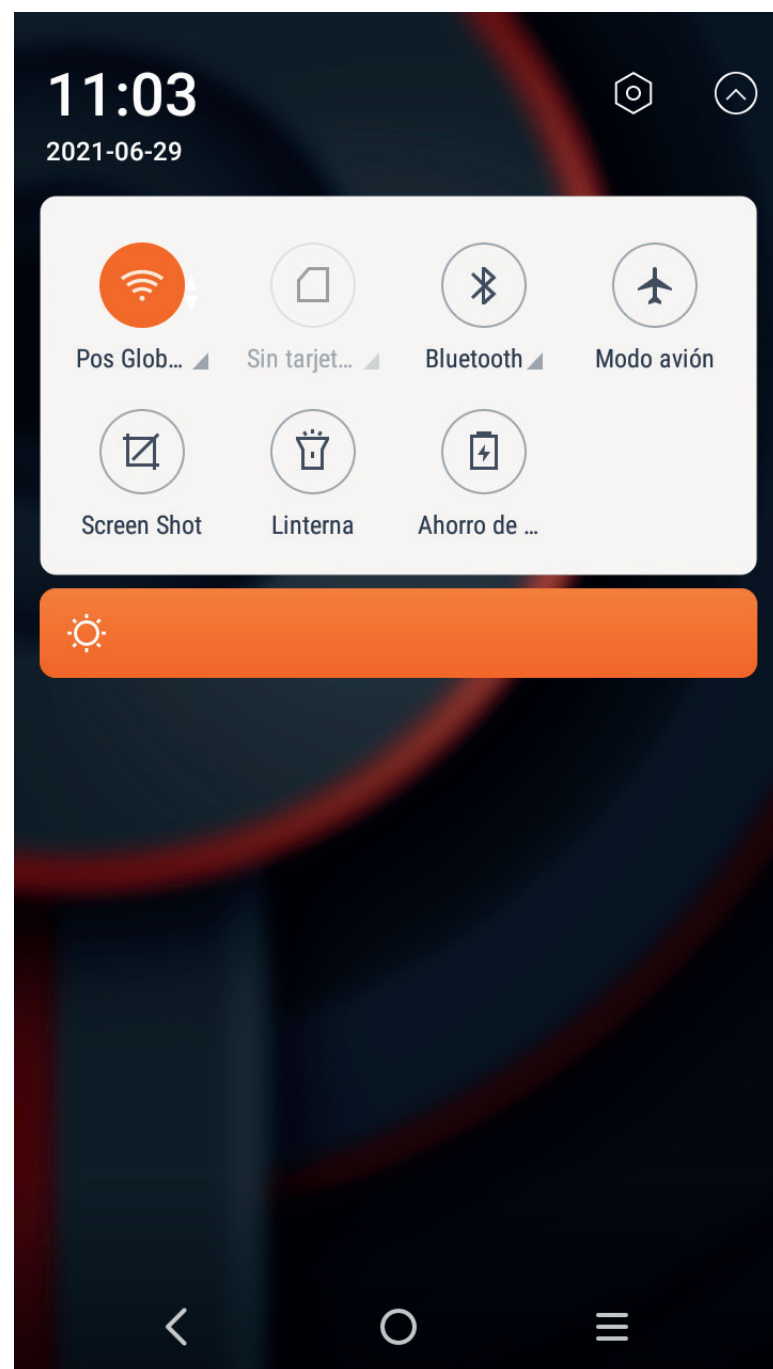 11:03
2021-06-29
Pos Glob... Sin tarjet... Bluetooth Modo avión
Screen Shot Linterna Ahorro de ...